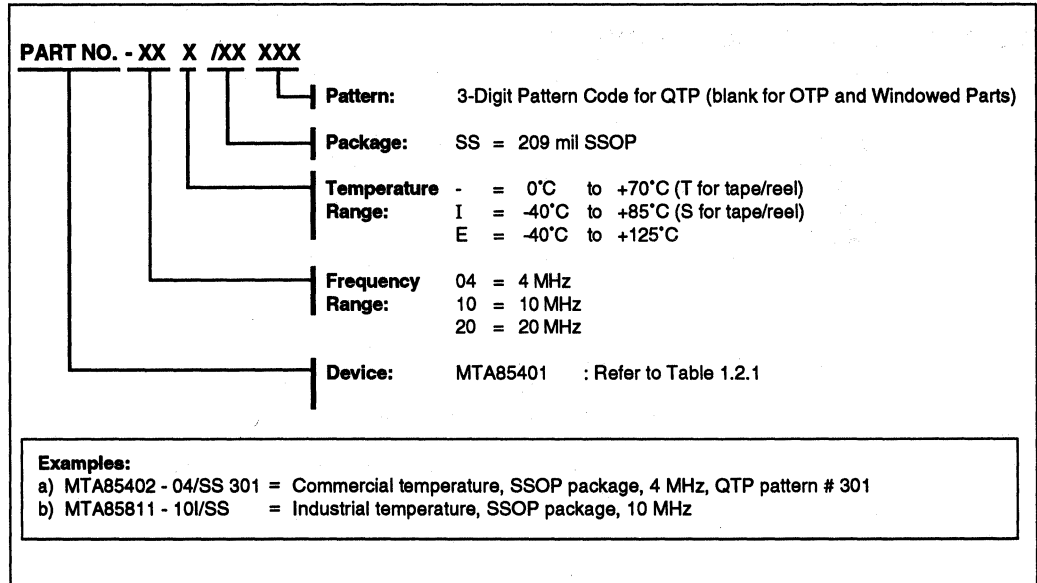 PART NO. - XX X /XX XXX
Pattern: 3-Digit Pattern Code for QTP (blank for OTP and Windowed Parts)
Package: SS = 209 mil SSOP
Temperature - = 0°C to +70°C (T for tape/reel)
Range: I = -40°C to +85°C (S for tape/reel)
E = -40°C to +125°C
Frequency 04 = 4 MHz
Range: 10 = 10 MHz
20 = 20 MHz
Device: MTA85401 : Refer to Table 1.2.1
Examples:
a) MTA85402 - 04/SS 301 = Commercial temperature, SSOP package, 4 MHz, QTP pattern # 301
b) MTA85811 - 10I/SS = Industrial temperature, SSOP package, 10 MHz